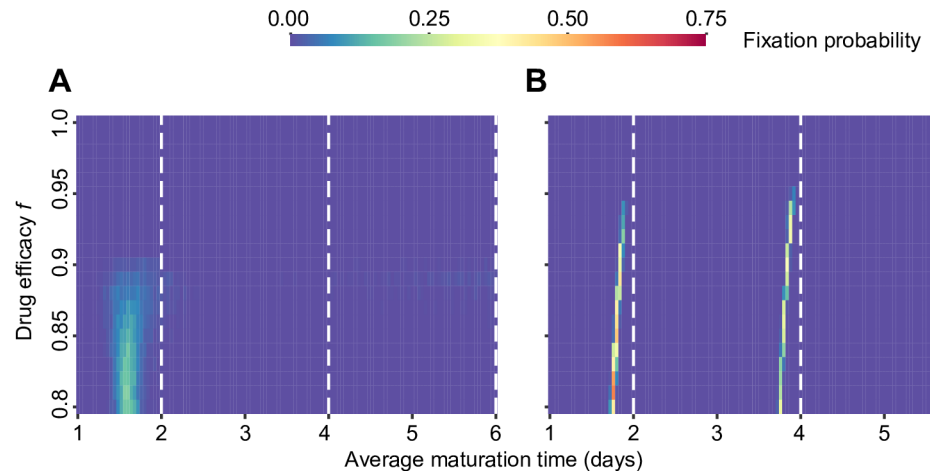 0.00 0.25 0.50 0.75
Fixation probability
A B
1.0
0.95
0.9
0.85
0.8
Drug efficacy f
1 2 3 4 5 6 1 2 3 4 5
Average maturation time (days)